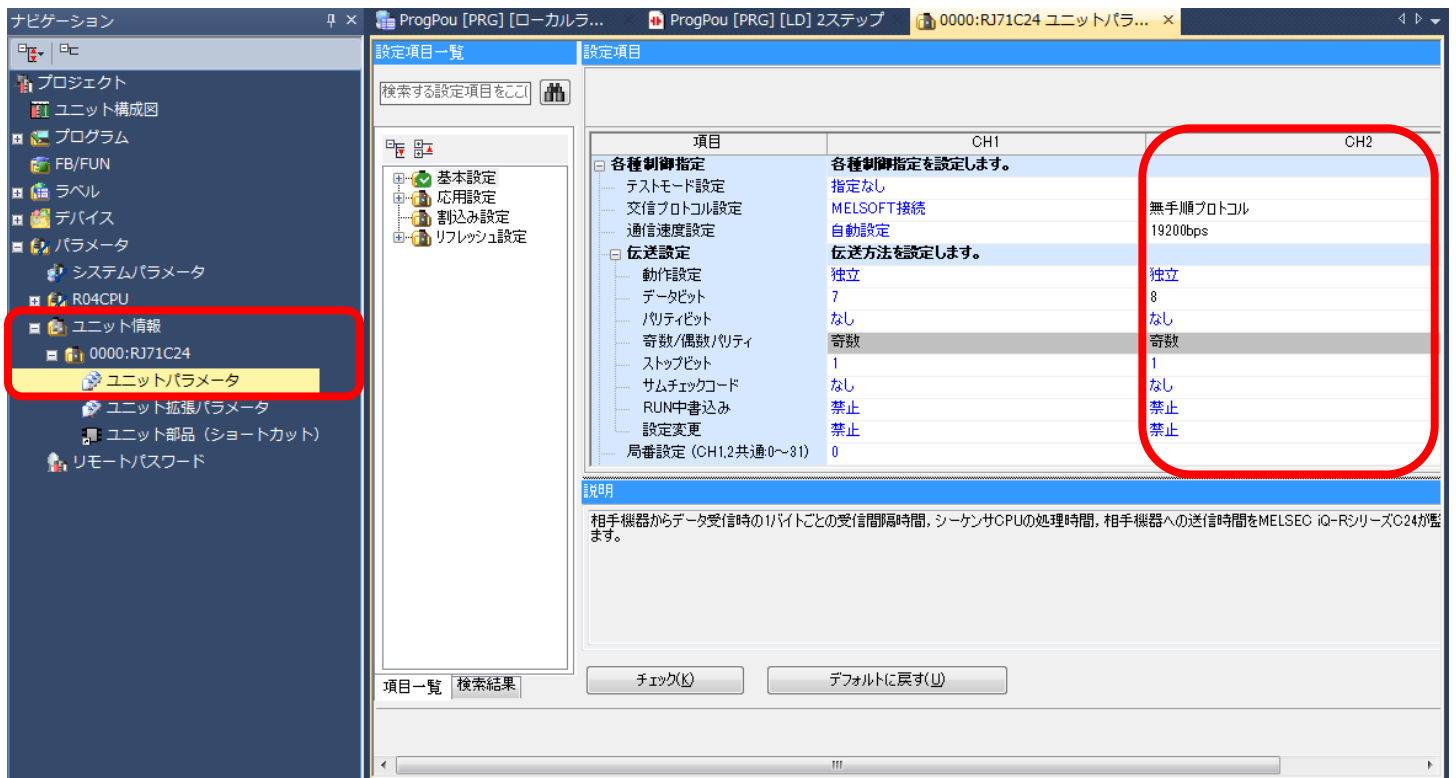 ナビゲーション
プロジェクト
ユニット構成図
プログラム
FB/FUN
ラベル
デバイス
パラメータ
システムパラメータ
R04CPU
ユニット情報
0000:RJ71C24
ユニットパラメータ
ユニット拡張パラメータ
ユニット部品（ショートカット）
リモートパスワード
ProgPou [PRG] [ローカルラ...
ProgPou [PRG] [LD] 2ステップ
0000:RJ71C24 ユニットパラ...
設定項目一覧
検索する設定項目をここに
基本設定
応用設定
割込み設定
リフレッシュ設定
項目一覧 検索結果
設定項目
項目 CH1 CH2
各種制御指定 各種制御指定を設定します。
テストモード設定 指定なし
交信プロトコル設定 MELSOFT接続 無手順プロトコル
通信速度設定 自動設定 19200bps
伝送設定 伝送方法を設定します。
動作設定 独立 独立
データビット 7 8
パリティビット なし なし
奇数/偶数パリティ 奇数 奇数
ストップビット 1 1
サムチェックコード なし なし
RUN中書込み 禁止 禁止
設定変更 禁止 禁止
局番設定 (CH1,2共通:0～31) 0
説明
相手機器からデータ受信時の1バイトごとの受信間隔時間, シーケンサCPUの処理時間, 相手機器への送信時間をMELSEC iQ-RシリーズC24が監
ます。
チェック(K) デフォルトに戻す(U)